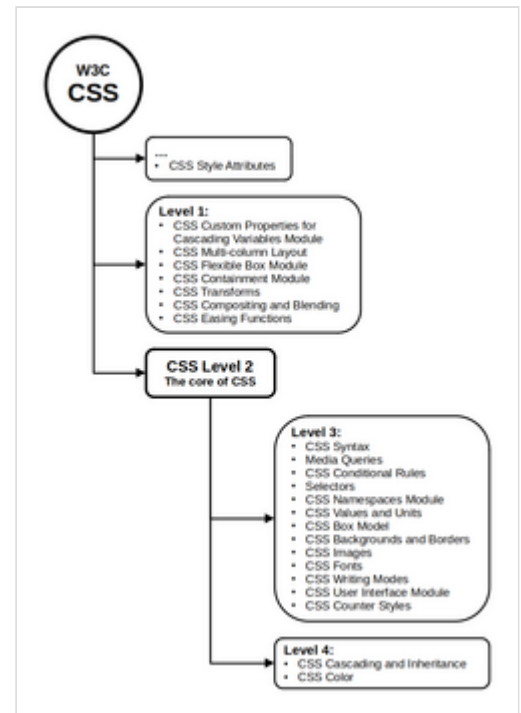 W3C
CSS
....
• CSS Style Attributes
Level 1:
• CSS Custom Properties for
Cascading Variables Module
• CSS Multi-column Layout
• CSS Flexible Box Module
• CSS Containment Module
• CSS Transforms
• CSS Compositing and Blending
• CSS Easing Functions
CSS Level 2
The core of CSS
Level 3:
• CSS Syntax
• Media Queries
• CSS Conditional Rules
• Selectors
• CSS Namespaces Module
• CSS Values and Units
• CSS Box Model
• CSS Backgrounds and Borders
• CSS Images
• CSS Fonts
• CSS Writing Modes
• CSS User Interface Module
• CSS Counter Styles
Level 4:
• CSS Cascading and Inheritance
• CSS Color